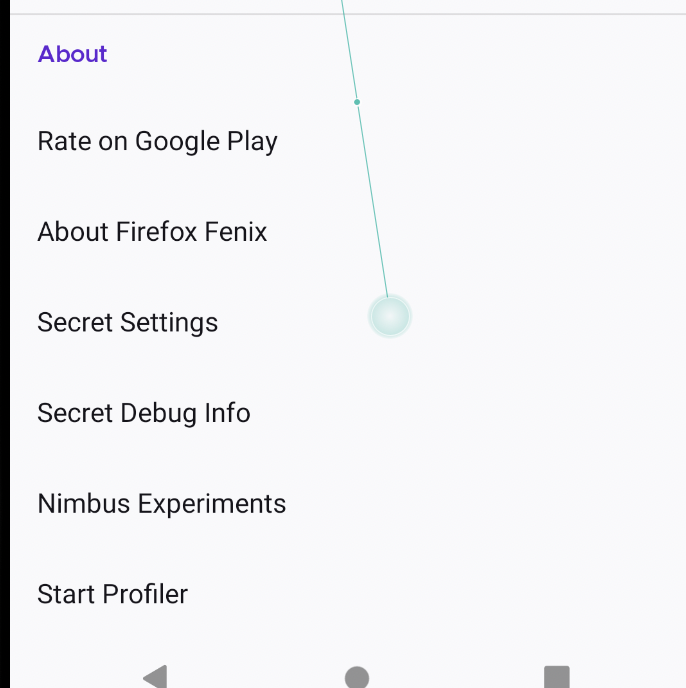 About
Rate on Google Play
About Firefox Fenix
Secret Settings
Secret Debug Info
Nimbus Experiments
Start Profiler